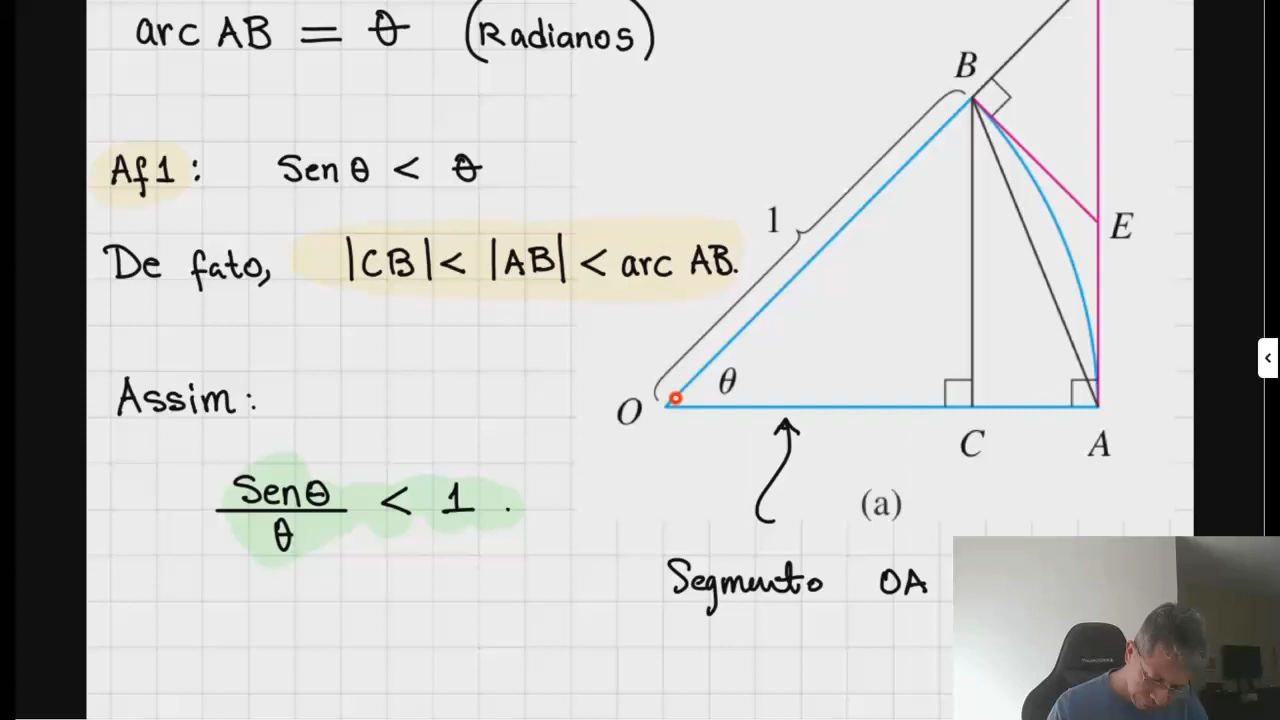 arc AB = θ (Radianos)
Af1: Sen θ < θ
De fato, |CB| < |AB| < arc AB.
Assim:
Senθ/θ < 1.
B
1
E
θ
O
C
A
(a)
Segmento OA